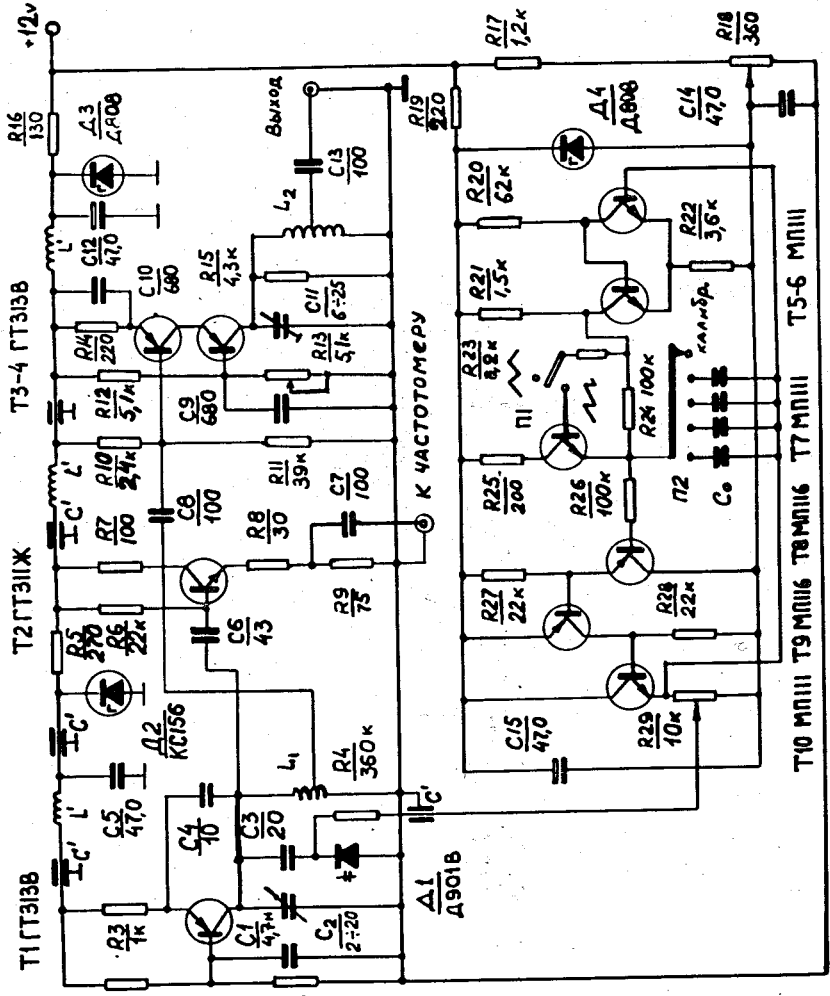 Т1 ГТ313В
Т2 ГТ311Ж
Т3-4 ГТ313В
+12v
R3
1к
C'
L'
C5
47,0
C'
Д2
КС156
R5
270
R6
22к
C'
R7
100
L'
R10
2,4к
R12
5,1к
R14
220
L'
C12
47,0
Д3
Д808
R16
130
C1
4,7н
C2
2÷20
C4
10
C3
20
L1
R4
360к
C6
43
C8
100
R8
30
R9
75
C7
100
R11
39к
C9
680
C10
680
R15
4,3к
R13
5,1к
C11
6÷25
L2
C13
100
Выход
Д1
Д901В
C'
К ЧАСТОТОМЕРУ
R19
220
R17
1,2к
R18
360
C15
47,0
R29
10к
R27
22к
R28
22к
R25
200
R26
100к
П1
R23
8,2к
R24 100к
R21
1,5к
R20
62к
R22
3,6к
Д4
Д808
C14
47,0
П2
C0
калибр.
Т10 МП111
Т9 МП116
Т8 МП116
Т7 МП111
Т5-6 МП111